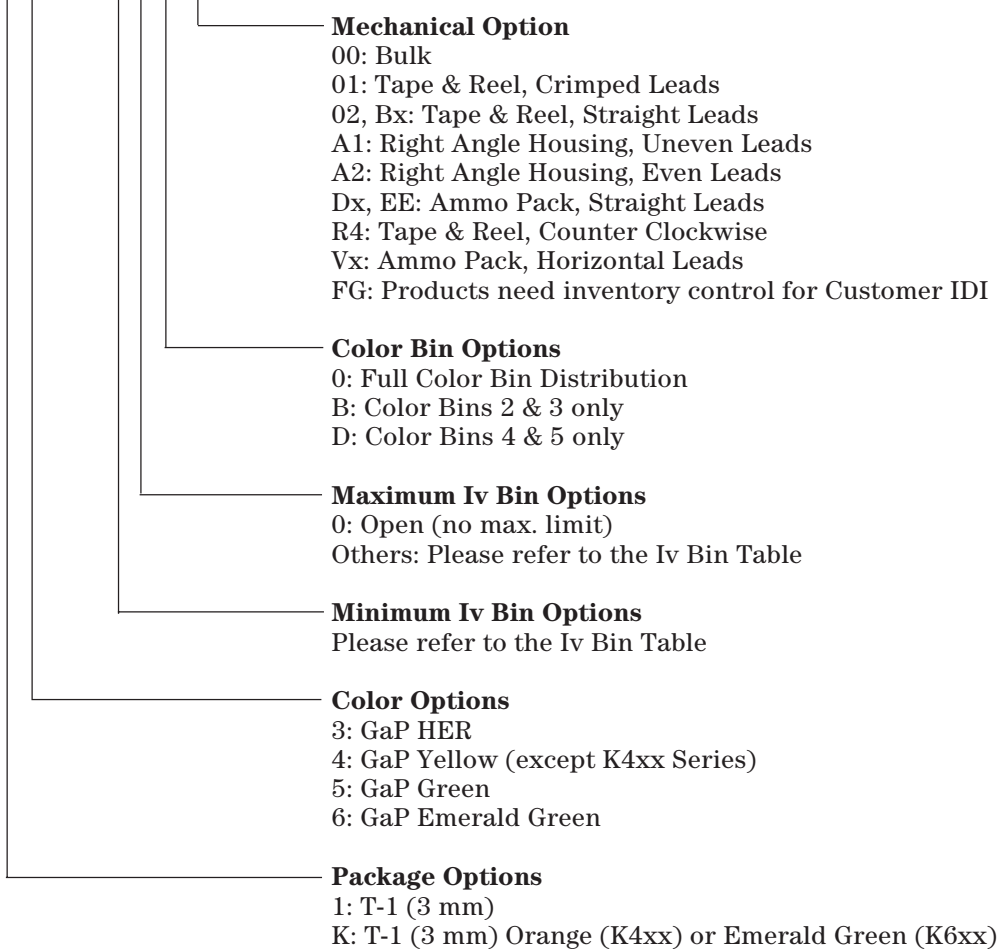 Mechanical Option
00: Bulk
01: Tape & Reel, Crimped Leads
02, Bx: Tape & Reel, Straight Leads
A1: Right Angle Housing, Uneven Leads
A2: Right Angle Housing, Even Leads
Dx, EE: Ammo Pack, Straight Leads
R4: Tape & Reel, Counter Clockwise
Vx: Ammo Pack, Horizontal Leads
FG: Products need inventory control for Customer IDI
Color Bin Options
0: Full Color Bin Distribution
B: Color Bins 2 & 3 only
D: Color Bins 4 & 5 only
Maximum Iv Bin Options
0: Open (no max. limit)
Others: Please refer to the Iv Bin Table
Minimum Iv Bin Options
Please refer to the Iv Bin Table
Color Options
3: GaP HER
4: GaP Yellow (except K4xx Series)
5: GaP Green
6: GaP Emerald Green
Package Options
1: T-1 (3 mm)
K: T-1 (3 mm) Orange (K4xx) or Emerald Green (K6xx)